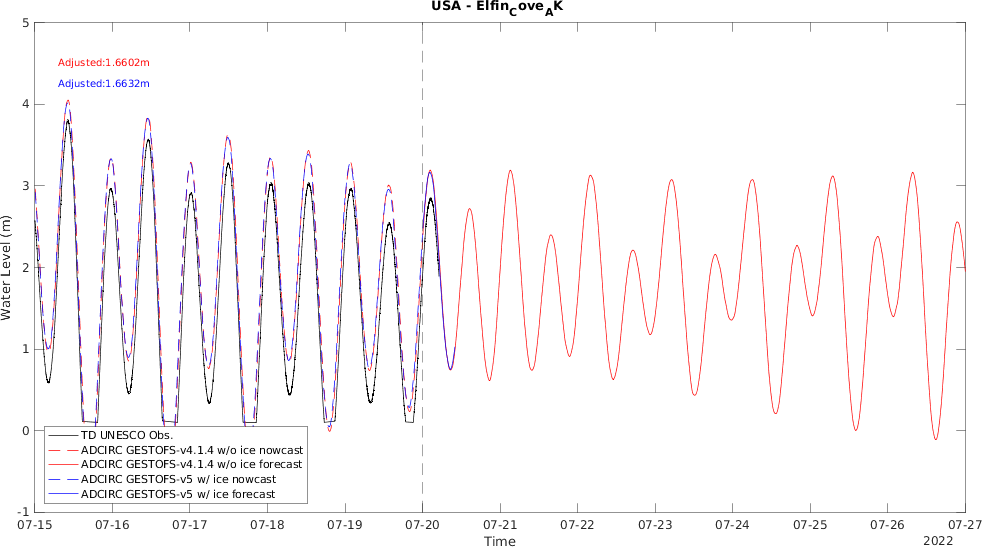 USA - Elfin_Cove_AK
5
4
3
2
1
0
-1
Water Level (m)
Adjusted:1.6602m
Adjusted:1.6632m
TD UNESCO Obs.
ADCIRC GESTOFS-v4.1.4 w/o ice nowcast
ADCIRC GESTOFS-v4.1.4 w/o ice forecast
ADCIRC GESTOFS-v5 w/ ice nowcast
ADCIRC GESTOFS-v5 w/ ice forecast
07-15 07-16 07-17 07-18 07-19 07-20 07-21 07-22 07-23 07-24 07-25 07-26 07-27
Time
2022